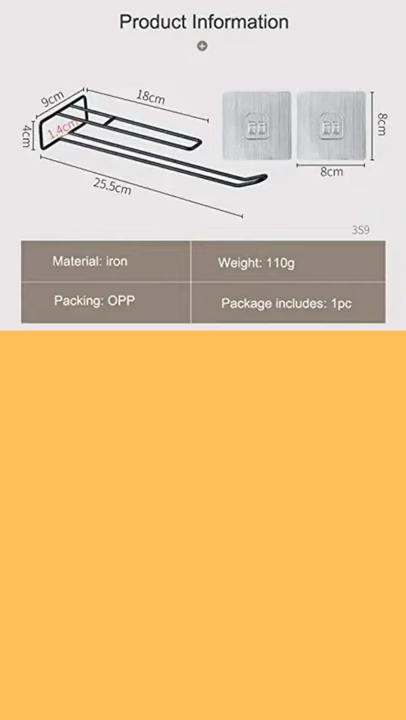 Product Information
9cm
18cm
4cm
1.4cm
25.5cm
8cm
8cm
3S9
Material: iron
Weight: 110g
Packing: OPP
Package includes: 1pc